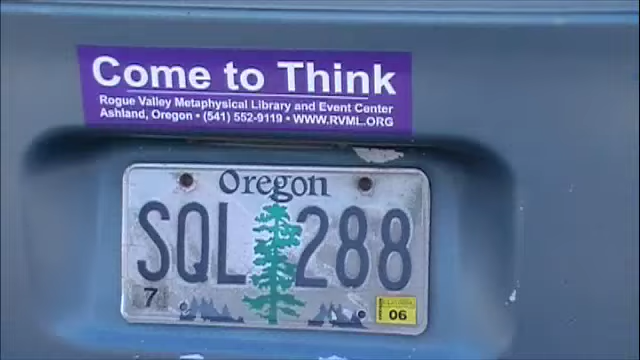 Come to Think
Rogue Valley Metaphysical Library and Event Center
Ashland, Oregon • (541) 552-9119 • WWW.RVML.ORG
Oregon
SQL 288
7
06